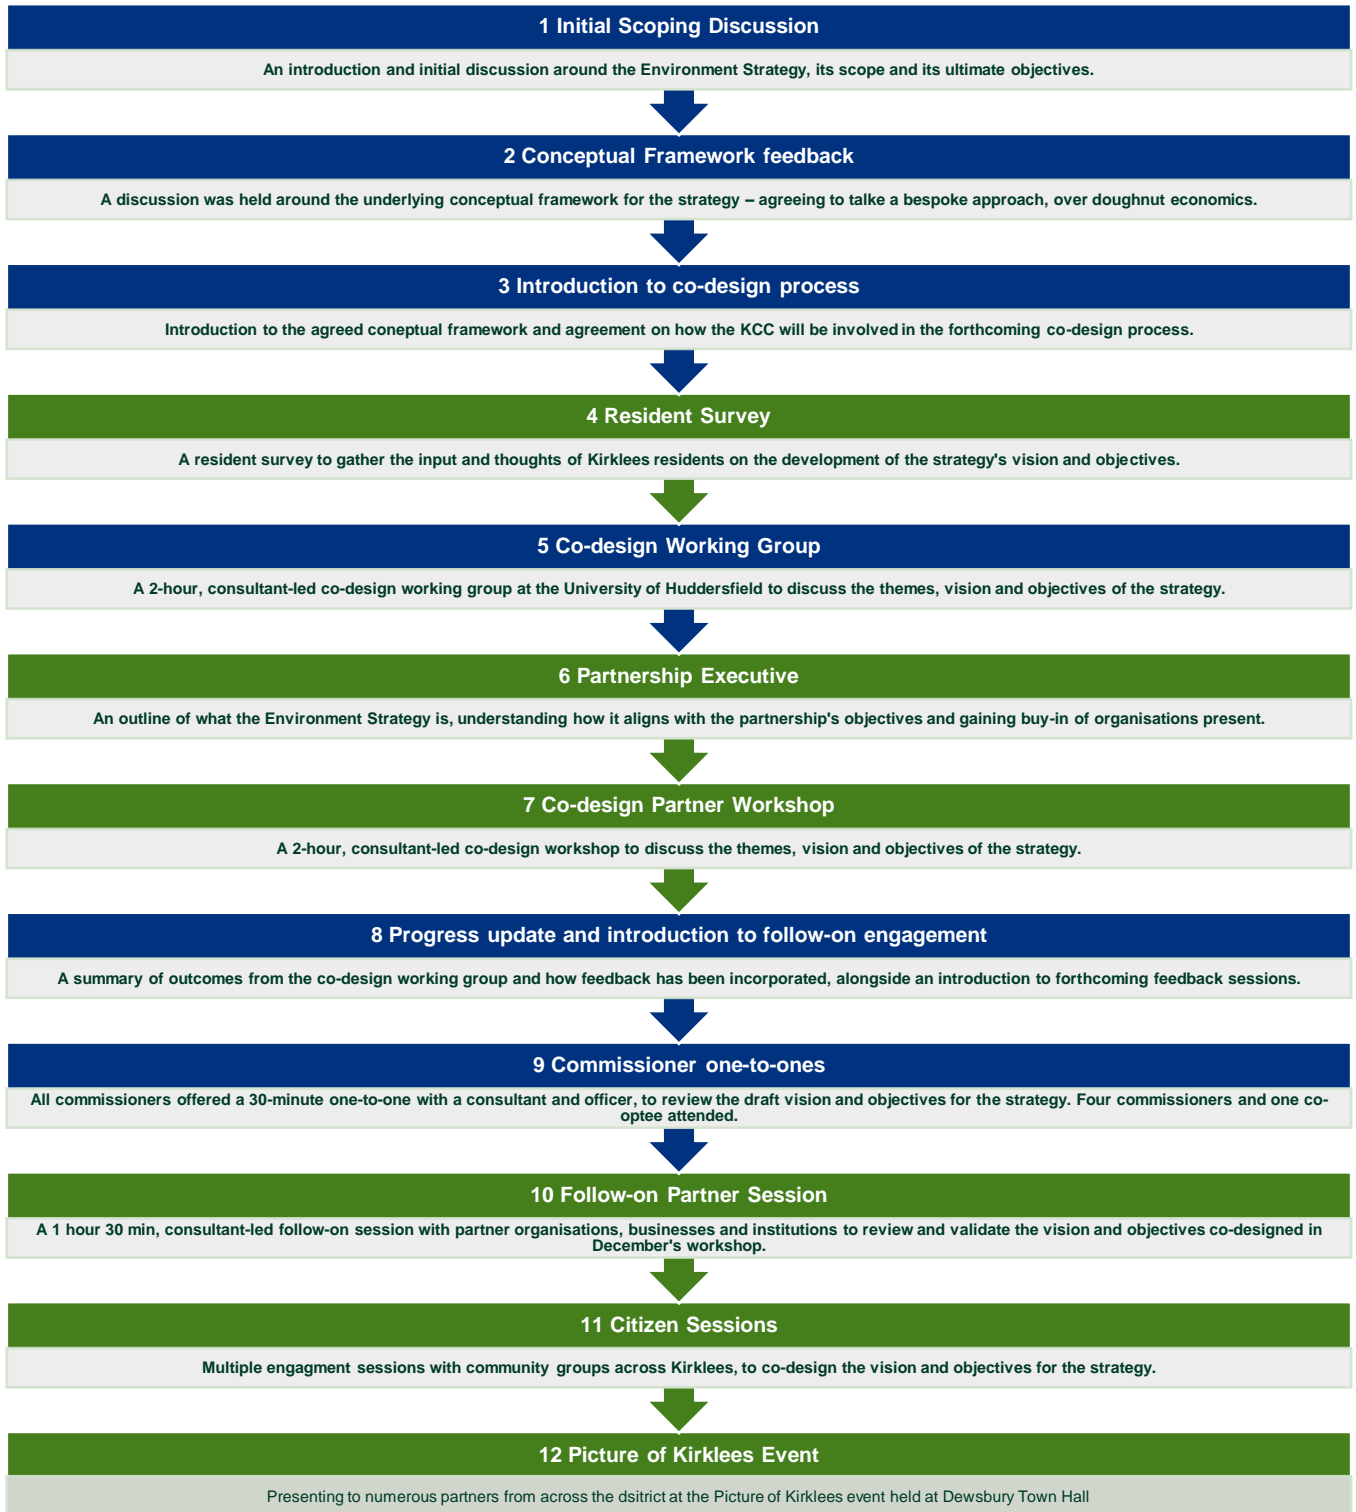 1 Initial Scoping Discussion
An introduction and initial discussion around the Environment Strategy, its scope and its ultimate objectives.
2 Conceptual Framework feedback
A discussion was held around the underlying conceptual framework for the strategy – agreeing to talke a bespoke approach, over doughnut economics.
3 Introduction to co-design process
Introduction to the agreed coneptual framework and agreement on how the KCC will be involved in the forthcoming co-design process.
4 Resident Survey
A resident survey to gather the input and thoughts of Kirklees residents on the development of the strategy's vision and objectives.
5 Co-design Working Group
A 2-hour, consultant-led co-design working group at the University of Huddersfield to discuss the themes, vision and objectives of the strategy.
6 Partnership Executive
An outline of what the Environment Strategy is, understanding how it aligns with the partnership's objectives and gaining buy-in of organisations present.
7 Co-design Partner Workshop
A 2-hour, consultant-led co-design workshop to discuss the themes, vision and objectives of the strategy.
8 Progress update and introduction to follow-on engagement
A summary of outcomes from the co-design working group and how feedback has been incorporated, alongside an introduction to forthcoming feedback sessions.
9 Commissioner one-to-ones
All commissioners offered a 30-minute one-to-one with a consultant and officer, to review the draft vision and objectives for the strategy. Four commissioners and one co-
optee attended.
10 Follow-on Partner Session
A 1 hour 30 min, consultant-led follow-on session with partner organisations, businesses and institutions to review and validate the vision and objectives co-designed in
December's workshop.
11 Citizen Sessions
Multiple engagment sessions with community groups across Kirklees, to co-design the vision and objectives for the strategy.
12 Picture of Kirklees Event
Presenting to numerous partners from across the dsitrict at the Picture of Kirklees event held at Dewsbury Town Hall